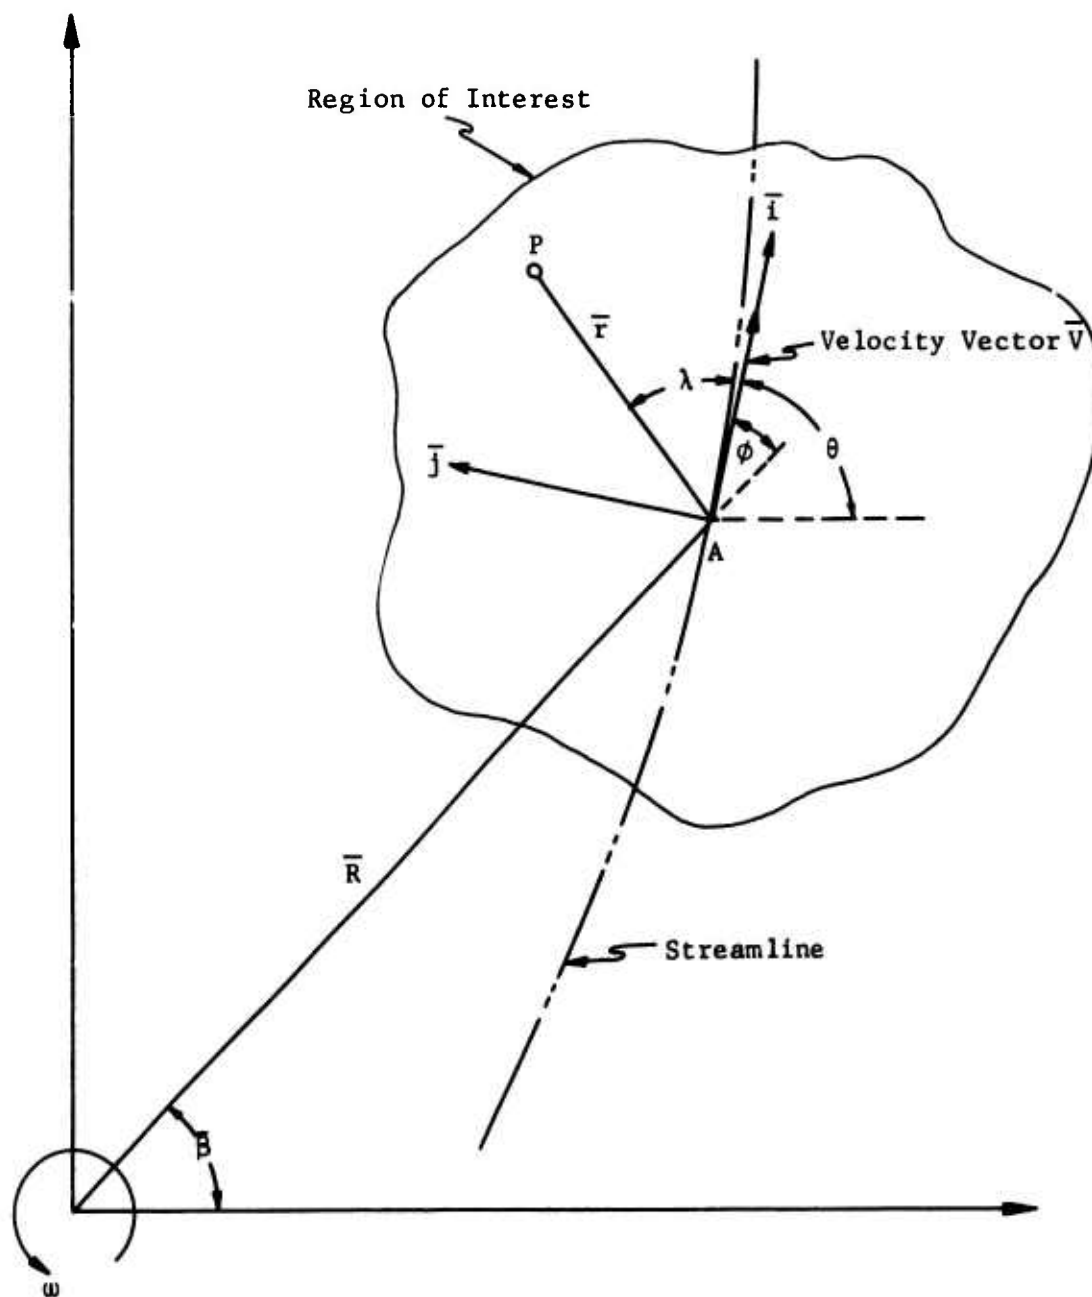 Region of Interest
i̅
P
r̅
Velocity Vector V̅
λ
θ
ϕ
j̅
A
R̅
Streamline
β
ω